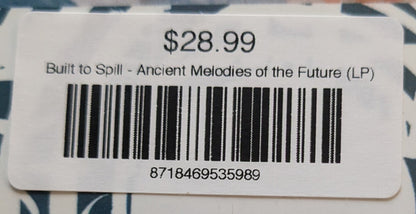 $28.99
Built to Spill - Ancient Melodies of the Future (LP)
8718469535989